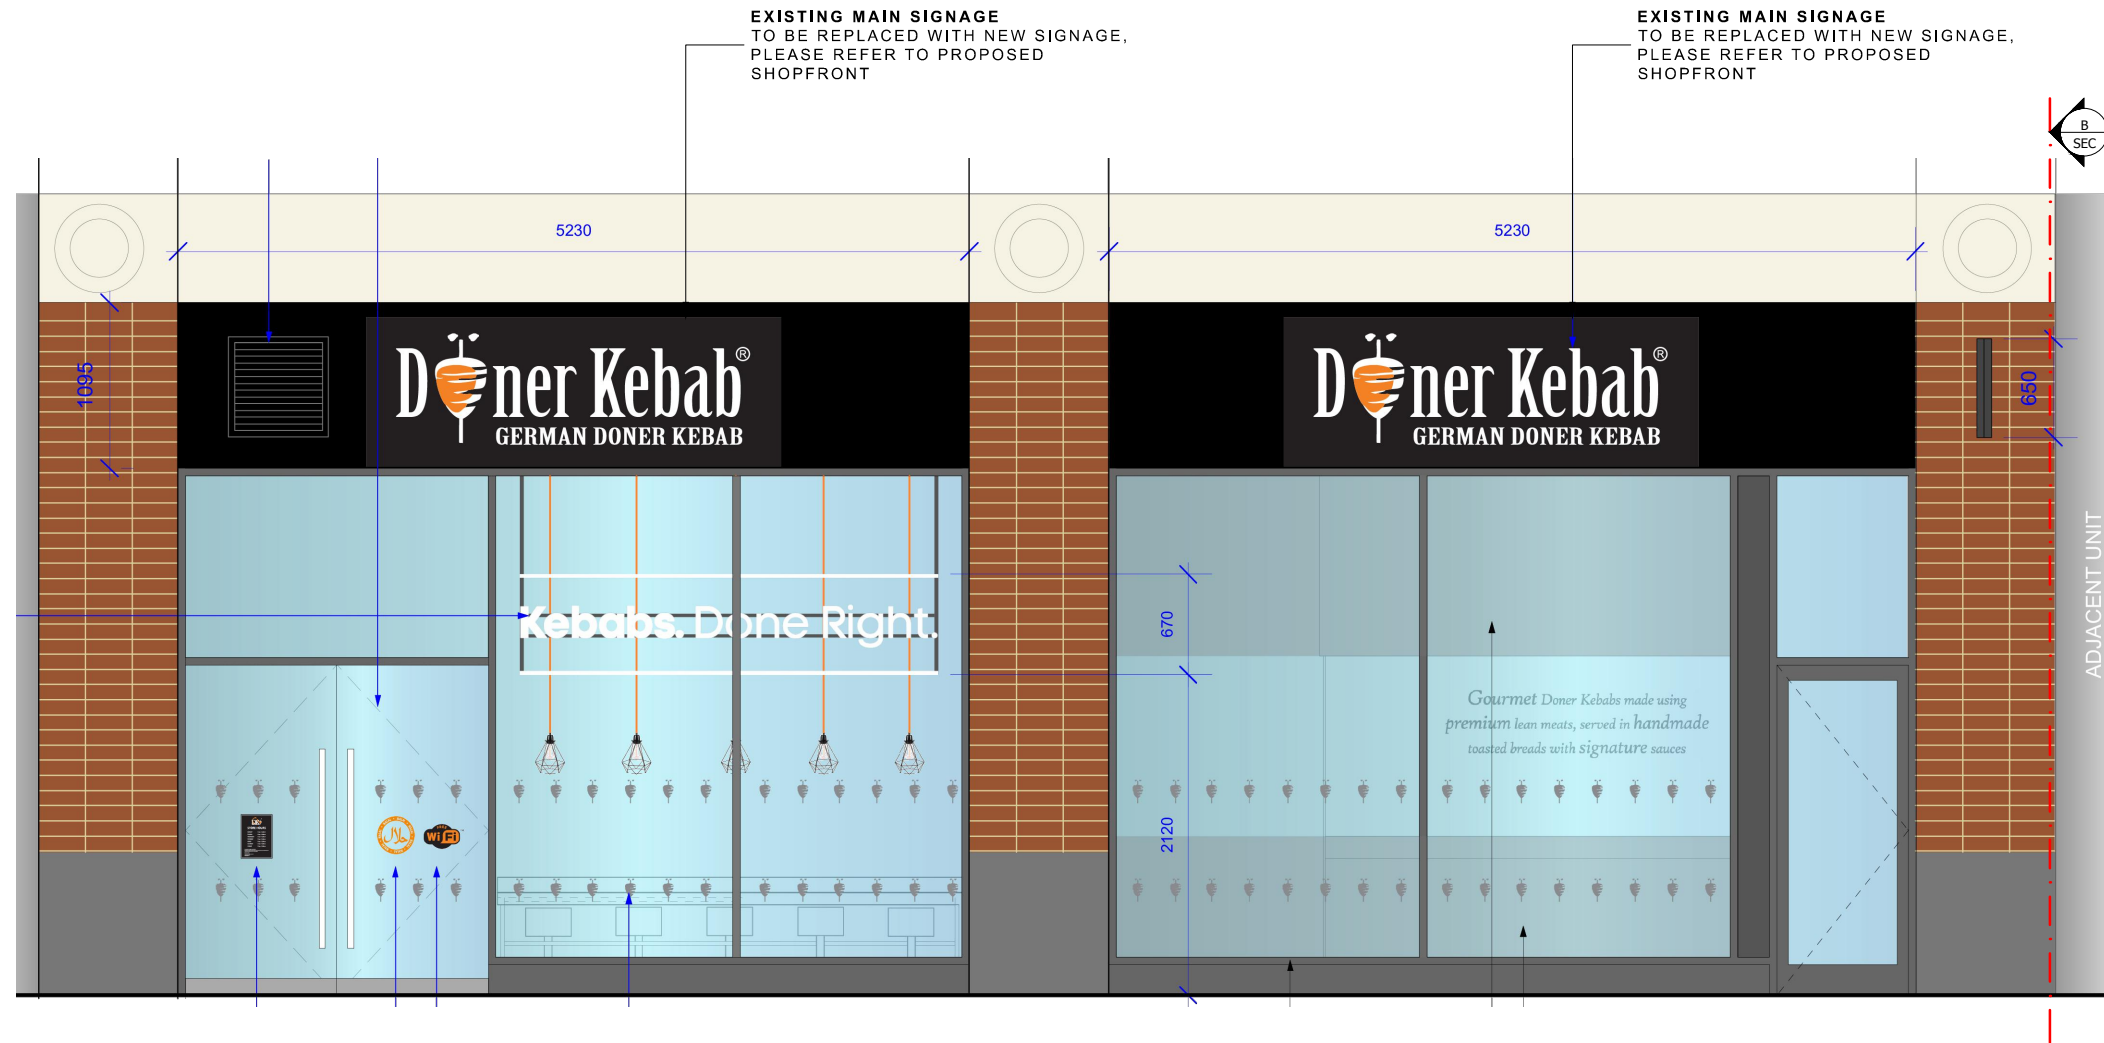 EXISTING MAIN SIGNAGE
TO BE REPLACED WITH NEW SIGNAGE,
PLEASE REFER TO PROPOSED
SHOPFRONT
EXISTING MAIN SIGNAGE
TO BE REPLACED WITH NEW SIGNAGE,
PLEASE REFER TO PROPOSED
SHOPFRONT
B
SEC
5230
5230
1095
Döner Kebab®
GERMAN DONER KEBAB
Döner Kebab®
GERMAN DONER KEBAB
650
ADJACENT UNIT
Kebabs. Done Right.
670
Gourmet Doner Kebabs made using
premium lean meats, served in handmade
toasted breads with signature sauces
2120
حلال
WiFi